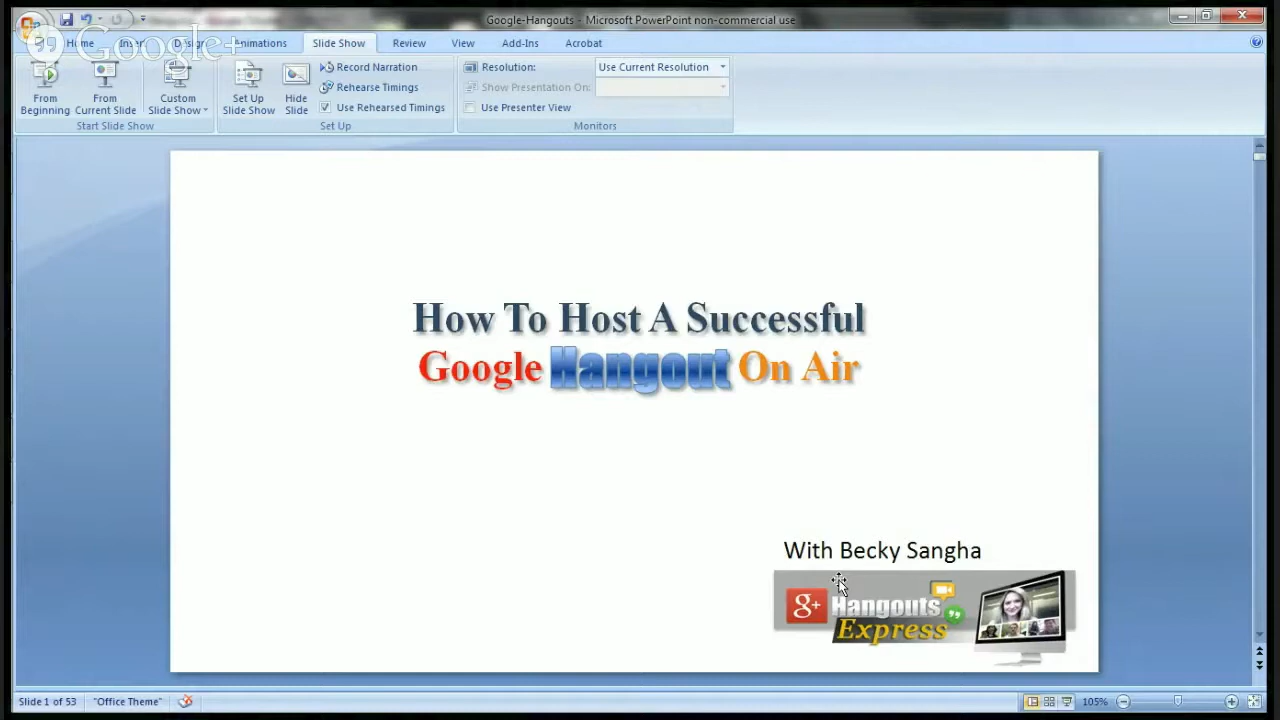 Google-Hangouts - Microsoft PowerPoint non-commercial use
Google+
Home Insert Design Animations Slide Show Review View Add-Ins Acrobat
From Beginning
From Current Slide
Custom Slide Show
Set Up Slide Show
Hide Slide
Record Narration
Rehearse Timings
Use Rehearsed Timings
Resolution: Use Current Resolution
Show Presentation On:
Use Presenter View
Start Slide Show Set Up Monitors
How To Host A Successful
Google Hangout On Air
With Becky Sangha
g+ Hangouts
Express
Slide 1 of 53 "Office Theme" 105%